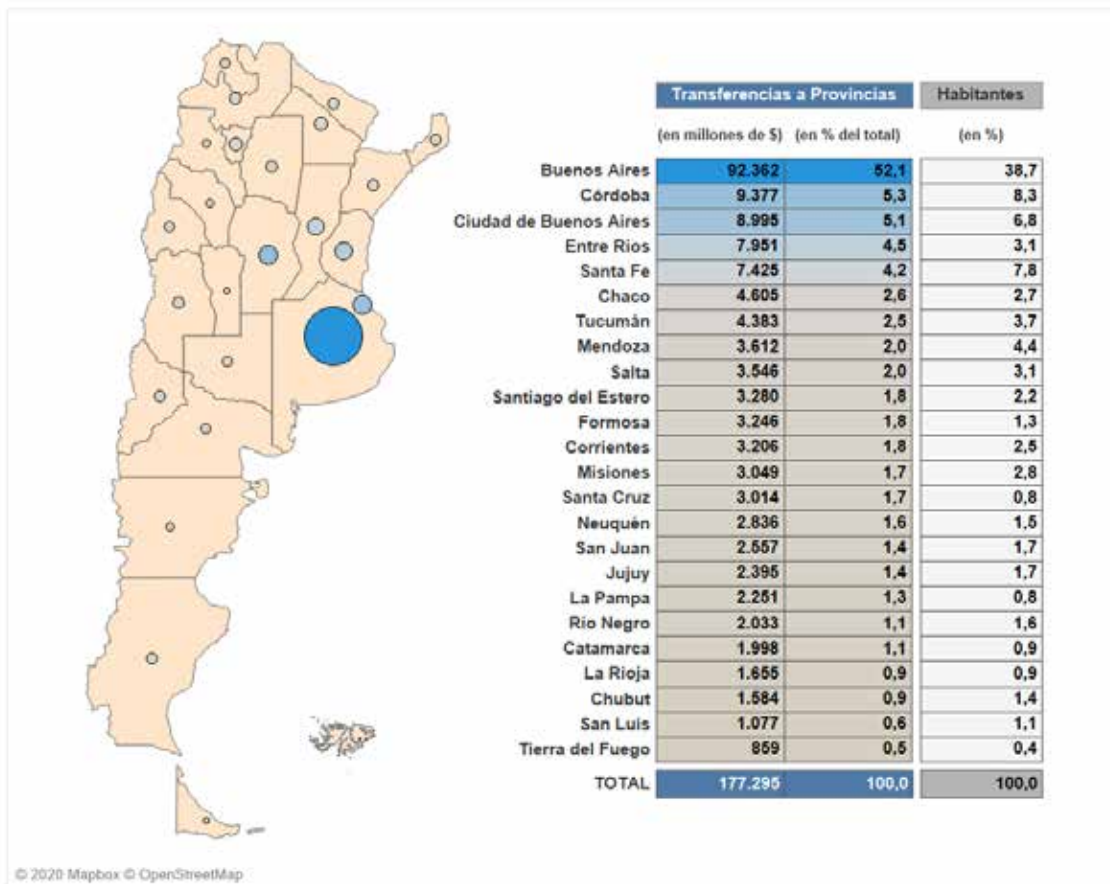 Transferencias a Provincias Habitantes
(en millones de $) (en % del total) (en %)
Buenos Aires 92.362 52,1 38,7
Córdoba 9.377 5,3 8,3
Ciudad de Buenos Aires 8.995 5,1 6,8
Entre Rios 7.951 4,5 3,1
Santa Fe 7.425 4,2 7,8
Chaco 4.605 2,6 2,7
Tucumán 4.383 2,5 3,7
Mendoza 3.612 2,0 4,4
Salta 3.546 2,0 3,1
Santiago del Estero 3.280 1,8 2,2
Formosa 3.246 1,8 1,3
Corrientes 3.206 1,8 2,5
Misiones 3.049 1,7 2,8
Santa Cruz 3.014 1,7 0,8
Neuquén 2.836 1,6 1,5
San Juan 2.557 1,4 1,7
Jujuy 2.395 1,4 1,7
La Pampa 2.251 1,3 0,8
Río Negro 2.033 1,1 1,6
Catamarca 1.998 1,1 0,9
La Rioja 1.655 0,9 0,9
Chubut 1.584 0,9 1,4
San Luis 1.077 0,6 1,1
Tierra del Fuego 859 0,5 0,4
TOTAL 177.295 100,0 100,0
© 2020 Mapbox © OpenStreetMap